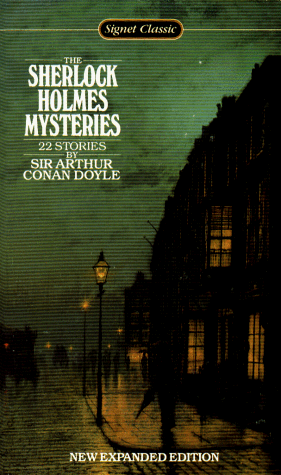 Signet Classic
THE
SHERLOCK
HOLMES
MYSTERIES
22 STORIES
BY
SIR ARTHUR
CONAN DOYLE
NEW EXPANDED EDITION